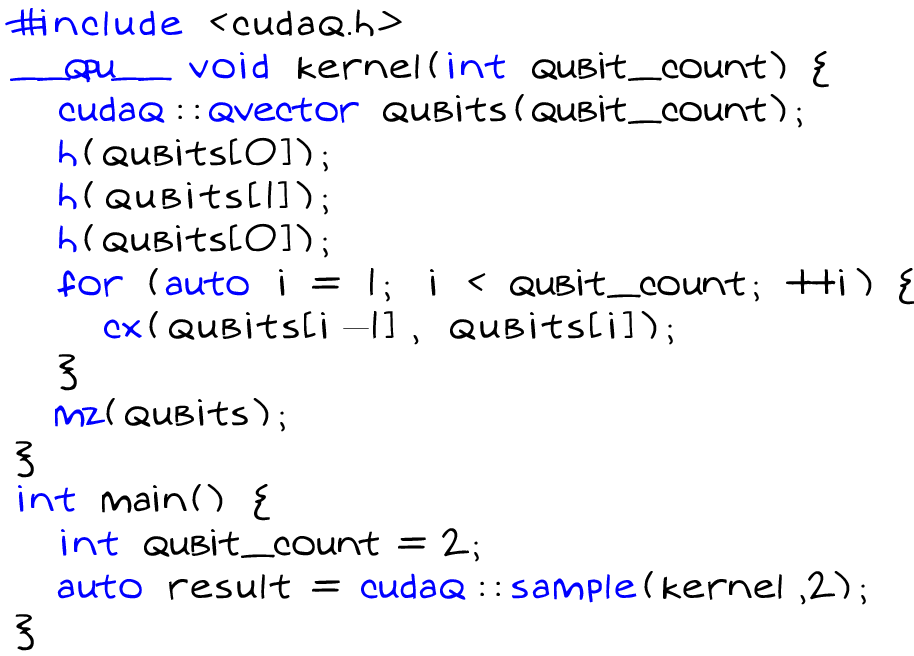 #include <cudaq.h>
__qpu__ void kernel(int qubit_count) {
cudaq::qvector qubits(qubit_count);
h(qubits[0]);
h(qubits[1]);
h(qubits[0]);
for (auto i = 1; i < qubit_count; ++i) {
cx(qubits[i-1], qubits[i]);
}
mz(qubits);
}
int main() {
int qubit_count = 2;
auto result = cudaq::sample(kernel,2);
}